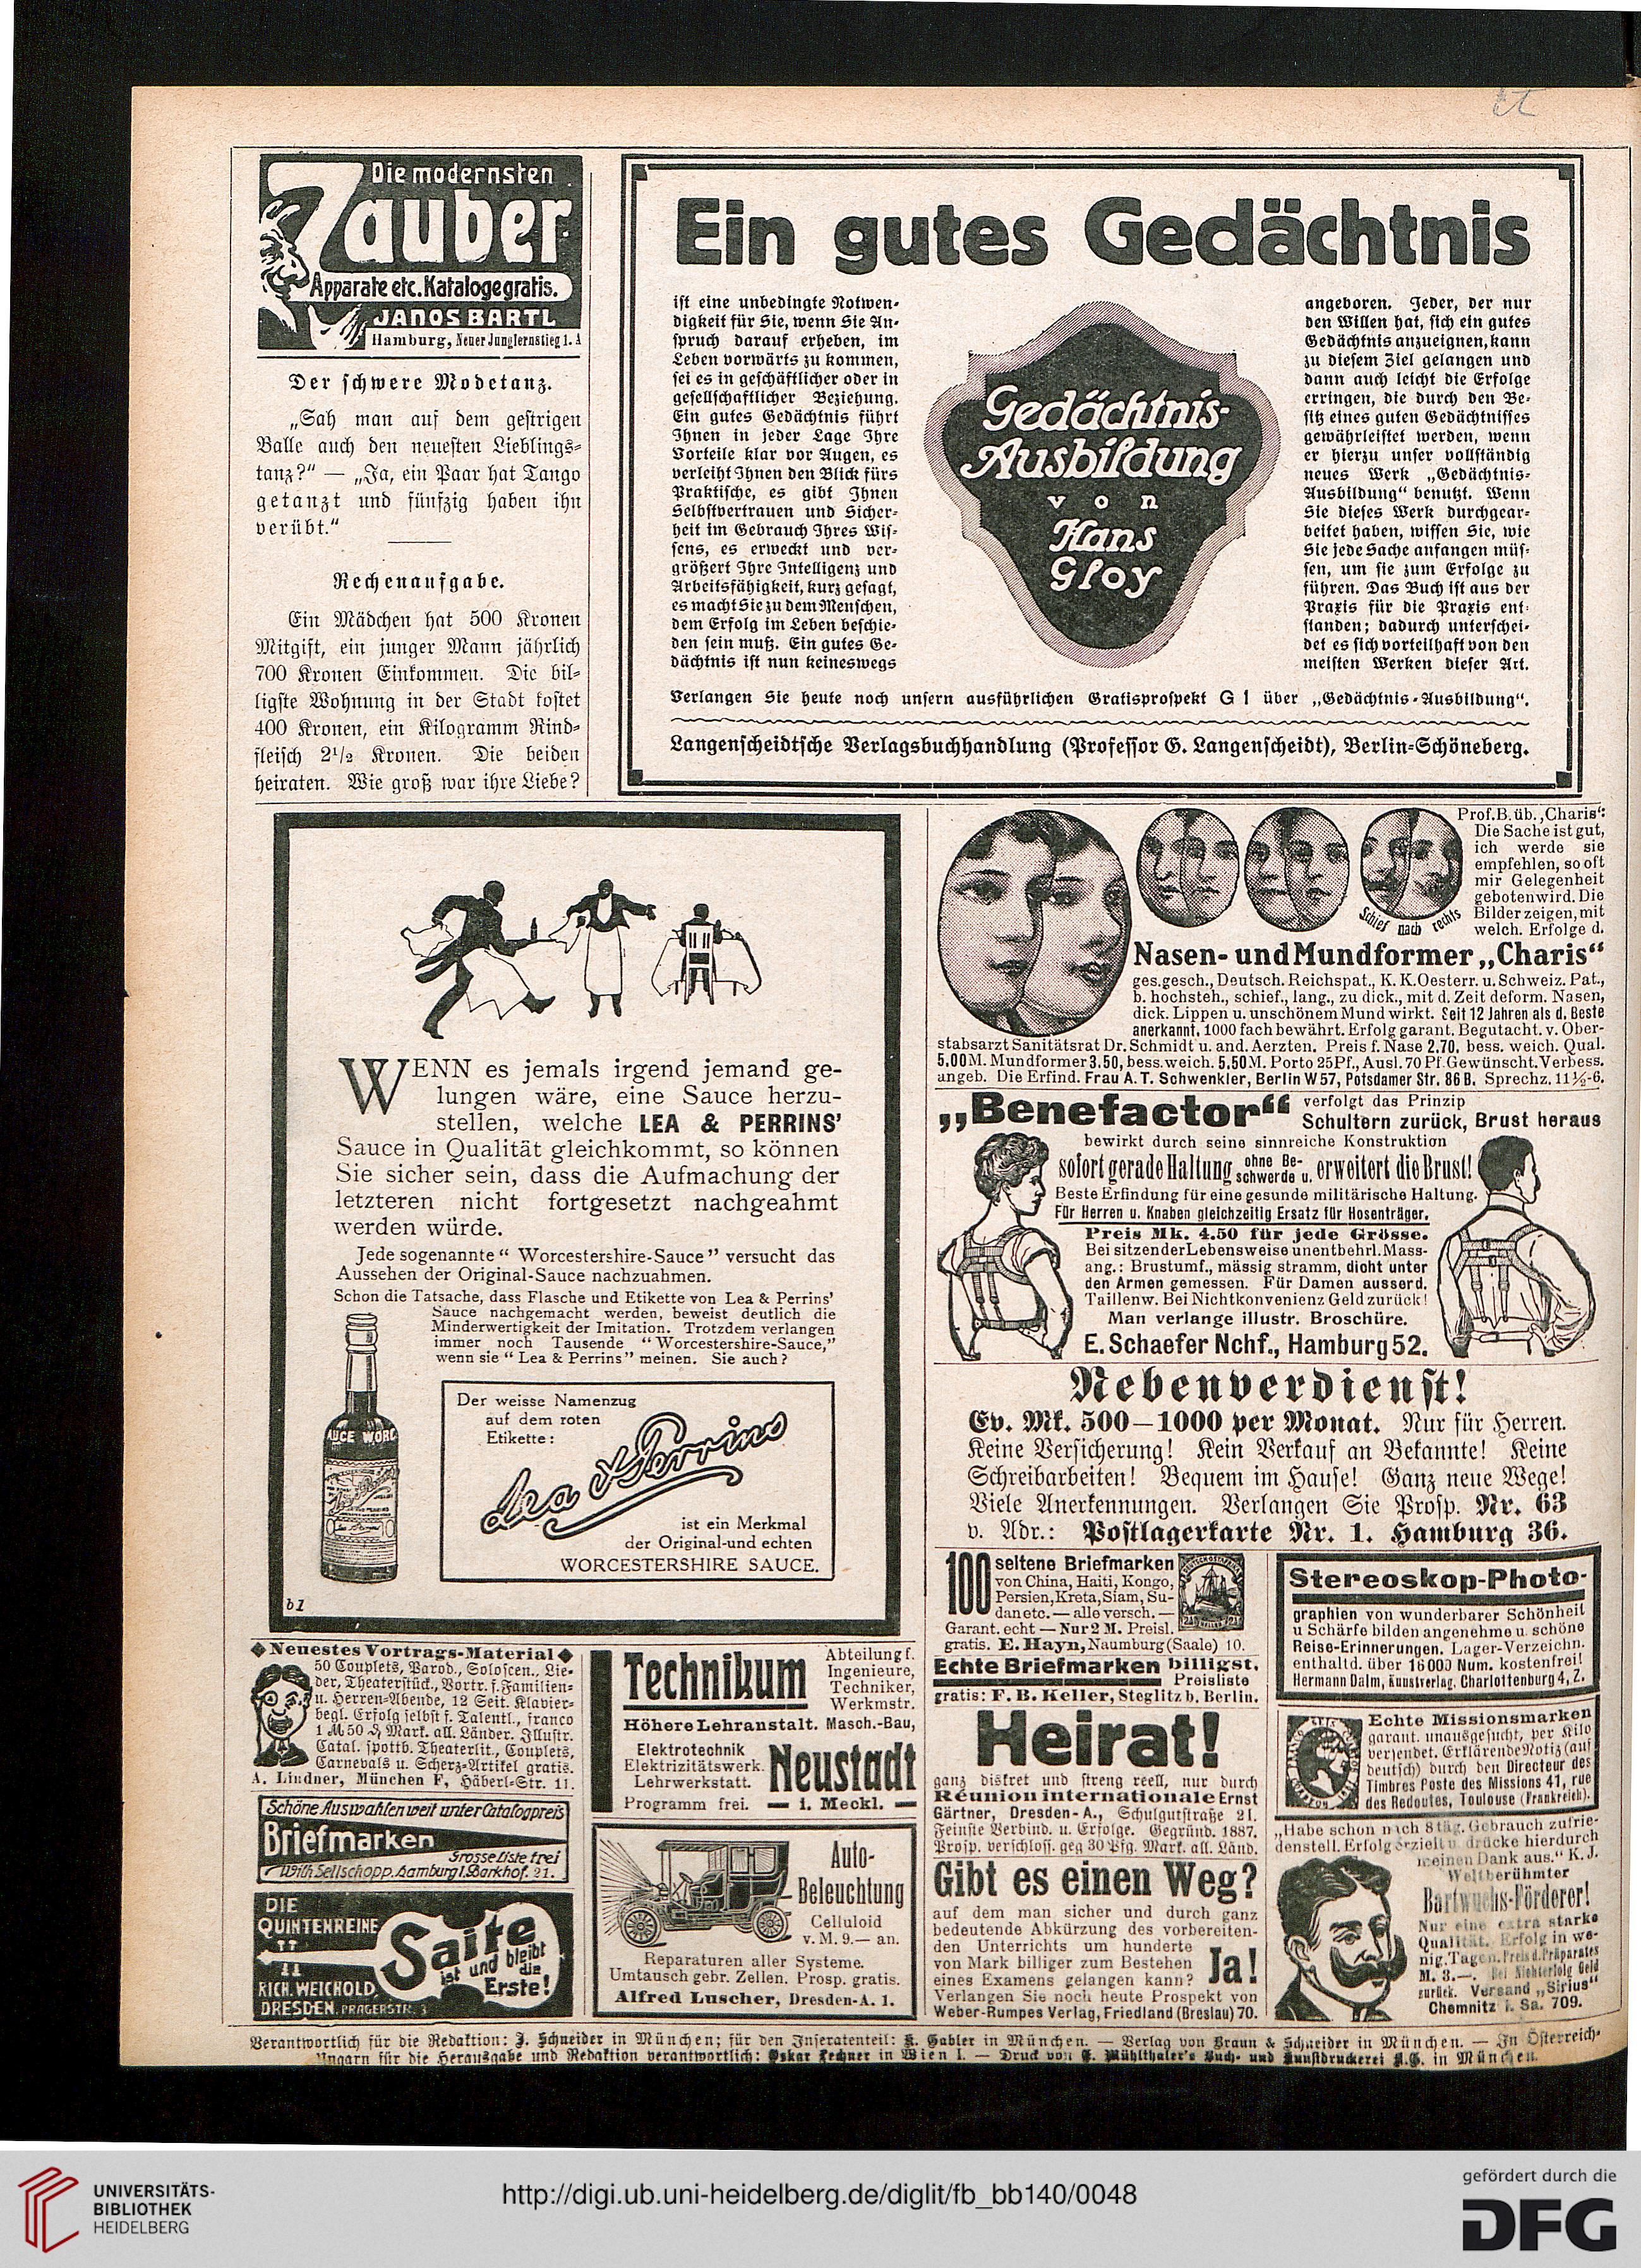 Die modernsten
Zauber
Apparate etc. Kataloge gratis.
JANOS BARTL
Hamburg, Neuer Jungfernstieg 1. A
Der schwere Modetanz.
„Sah man auf dem gestrigen
Balle auch den neuesten Lieblings-
tanz?“ — „Ja, ein Paar hat Tango
getanzt und fünfzig haben ihn
verübt.“
Rechenaufgabe.
Ein Mädchen hat 500 Kronen
Mitgift, ein junger Mann jährlich
700 Kronen Einkommen. Die bil-
ligste Wohnung in der Stadt kostet
400 Kronen, ein Kilogramm Rind-
fleisch 2¹/₂ Kronen. Die beiden
heiraten. Wie groß war ihre Liebe?
Ein gutes Gedächtnis
ist eine unbedingte Notwen-
digkeit für Sie, wenn Sie An-
spruch darauf erheben, im
Leben vorwärts zu kommen,
sei es in geschäftlicher oder in
gesellschaftlicher Beziehung.
Ein gutes Gedächtnis führt
Ihnen in jeder Lage Ihre
Vorteile klar vor Augen, es
verleiht Ihnen den Blick fürs
Praktische, es gibt Ihnen
Selbstvertrauen und Sicher-
heit im Gebrauch Ihres Wis-
sens, es erweckt und ver-
größert Ihre Intelligenz und
Arbeitsfähigkeit, kurz gesagt,
es macht Sie zu dem Menschen,
dem Erfolg im Leben beschie-
den sein muß. Ein gutes Ge-
dächtnis ist nun keineswegs
Gedächtnis-
Ausbildung
von
Hans
Gloy
angeboren. Jeder, der nur
den Willen hat, sich ein gutes
Gedächtnis anzueignen, kann
zu diesem Ziel gelangen und
dann auch leicht die Erfolge
erringen, die durch den Be-
sitz eines guten Gedächtnisses
gewährleistet werden, wenn
er hierzu unser vollständig
neues Werk „Gedächtnis-
Ausbildung“ benutzt. Wenn
Sie dieses Werk durchgear-
beitet haben, wissen Sie, wie
Sie jede Sache anfangen müs-
sen, um sie zum Erfolge zu
führen. Das Buch ist aus der
Praxis für die Praxis ent-
standen; dadurch unterschei-
det es sich vorteilhaft von den
meisten Werken dieser Art.
Verlangen Sie heute noch unsern ausführlichen Gratisprospekt G 1 über „Gedächtnis-Ausbildung“.
Langenscheidtsche Verlagsbuchhandlung (Professor G. Langenscheidt), Berlin-Schöneberg.
WENN es jemals irgend jemand ge-
lungen wäre, eine Sauce herzu-
stellen, welche LEA & PERRINS'
Sauce in Qualität gleichkommt, so können
Sie sicher sein, dass die Aufmachung der
letzteren nicht fortgesetzt nachgeahmt
werden würde.
Jede sogenannte “ Worcestershire-Sauce ” versucht das
Aussehen der Original-Sauce nachzuahmen.
Schon die Tatsache, dass Flasche und Etikette von Lea & Perrins'
Sauce nachgemacht werden, beweist deutlich die
Minderwertigkeit der Imitation. Trotzdem verlangen
immer noch Tausende “ Worcestershire-Sauce,”
wenn sie “ Lea & Perrins ” meinen. Sie auch?
AUCE WORC
Der weisse Namenzug
auf dem roten
Etikette:
Lea & Perrins
ist ein Merkmal
der Original-und echten
WORCESTERSHIRE SAUCE.
b1
Prof. B. üb. „Charis“:
Die Sache ist gut,
ich werde sie
empfehlen, so oft
mir Gelegenheit
geboten wird. Die
Bilder zeigen, mit
welch. Erfolge d.
Schief nach rechts
Nasen- und Mundformer „Charis“
ges. gesch., Deutsch. Reichspat., K. K. Oesterr. u. Schweiz. Pat.,
b. hochsteh., schief., lang., zu dick., mit d. Zeit deform. Nasen,
dick. Lippen u. unschönem Mund wirkt. Seit 12 Jahren als d. Beste
anerkannt, 1000 fach bewährt. Erfolg garant. Begutacht. v. Ober-
stabsarzt Sanitätsrat Dr. Schmidt u. and. Aerzten. Preis f. Nase 2.70, bess. weich. Qual.
5.00 M. Mundformer 3.50, bess. weich. 5.50 M. Porto 25 Pf., Ausl. 70 Pf. Gewünscht. Verbess.
angeb. Die Erfind. Frau A. T. Schwenkler, Berlin W 57, Potsdamer Str. 86 B. Sprechz. 11½-6.
„Benefactor“ verfolgt das Prinzip
Schultern zurück, Brust heraus
bewirkt durch seine sinnreiche Konstruktion
sofort gerade Haltung ohne Be-schwerde u. erweitert die Brust!
Beste Erfindung für eine gesunde militärische Haltung.
Für Herren u. Knaben gleichzeitig Ersatz für Hosenträger.
Preis Mk. 4.50 für jede Grösse.
Bei sitzender Lebensweise unentbehrl. Mass-
ang.: Brustumf., mässig stramm, dicht unter
den Armen gemessen. Für Damen ausserd.
Taillenw. Bei Nichtkonvenienz Geld zurück!
Man verlange illustr. Broschüre.
E. Schaefer Nchf., Hamburg 52.
Nebenverdienst!
Ev. Mk. 500—1000 per Monat. Nur für Herren.
Keine Versicherung! Kein Verkauf an Bekannte! Keine
Schreibarbeiten! Bequem im Hause! Ganz neue Wege!
Viele Anerkennungen. Verlangen Sie Prosp. Nr. 63
v. Adr.: Postlagerkarte Nr. 1. Hamburg 36.
100 seltene Briefmarken
von China, Haiti, Kongo,
Persien, Kreta, Siam, Su-
dan etc. — alle versch. —
Garant. echt — Nur 2 M. Preisl.
gratis. E. Hayn, Naumburg (Saale) 10.
Echte Briefmarken billigst.
Preisliste
gratis: F. B. Keller, Steglitz b. Berlin.
Stereoskop-Photo-
graphien von wunderbarer Schönheit
u Schärfe bilden angenehme u. schöne
Reise-Erinnerungen. Lager-Verzeichn.
enthaltd. über 16000 Num. kostenfrei!
Hermann Dalm, Kunstverlag, Charlottenburg 4, Z.
Neuestes Vortrags-Material
50 Couplets, Parod., Soloscen., Lie-
der, Theaterstück., Vortr. f. Familien-
u. Herren-Abende, 12 Seit. Klavier-
begl. Erfolg selbst f. Talentl., franco
1 M 50 ₰ Mark. all. Länder. Illustr.
Catal. spottb. Theaterlit., Couplets,
Carnevals u. Scherz-Artikel gratis.
A. Lindner, München F, Häberl-Str. 11.
Schöne Auswahlen weit unter Catalogpreis
Briefmarken
Grosse Liste frei
Wilh. Sellschopp. Hamburg 1. Barkhof. 21.
DIE
QUINTENREINE
Saite
ist und bleibt
die
Erste!
RICH. WEICHOLD,
DRESDEN, PRAGERSTR. 3
Technikum
Abteilung f.
Ingenieure,
Techniker,
Werkmstr.
Höhere Lehranstalt. Masch.-Bau,
Elektrotechnik
Elektrizitätswerk.
Lehrwerkstatt.
Neustadt
Programm frei. — i. Meckl. —
Auto-
Beleuchtung
Celluloid
v. M. 9.— an.
Reparaturen aller Systeme.
Umtausch gebr. Zellen. Prosp. gratis.
Alfred Luscher, Dresden-A. 1.
Heirat!
ganz diskret und streng reell, nur durch
Réunion internationale Ernst
Gärtner, Dresden-A., Schulgutstraße 21.
Feinste Verbind. u. Erfolge. Gegründ. 1887.
Prosp. verschloss. geg 30 Pfg. Mark. all. Länd.
Gibt es einen Weg?
auf dem man sicher und durch ganz
bedeutende Abkürzung des vorbereiten-
den Unterrichts um hunderte
von Mark billiger zum Bestehen
eines Examens gelangen kann? Ja!
Verlangen Sie noch heute Prospekt von
Weber-Rumpes Verlag, Friedland (Breslau) 70.
Echte Missionsmarken
garant. unausgesucht, per Kilo
versendet. Erklärende Notiz (auf
deutsch) durch den Directeur des
Timbres Poste des Missions 41, rue
des Redoutes, Toulouse (Frankreich).
„Habe schon nach 8 täg. Gebrauch zufrie-
denstell. Erfolg erzielt u. drücke hierdurch
meinen Dank aus.“ K. J.
Weltberühmter
Bartwuchs-Förderer!
Nur eine extra starke
Qualität. Erfolg in we-
nig. Tagen. Preis d. Präparates
M. 3.—. Bei Nichterfolg Geld
zurück. Versand „Sirius“
Chemnitz i. Sa. 709.
Verantwortlich für die Redaktion: J. Schneider in München; für den Inseratenteil: K. Gabler in München. — Verlag von Braun & Schneider in München. — In Österreich-
Ungarn für die Herausgabe und Redaktion verantwortlich: Oskar Lechner in Wien I. — Druck von E. Mühlthaler's Buch- und Kunstdruckerei A.G. in München.
UNIVERSITÄTS-
BIBLIOTHEK
HEIDELBERG
http://digi.ub.uni-heidelberg.de/diglit/fb_bb140/0048
gefördert durch die
DFG